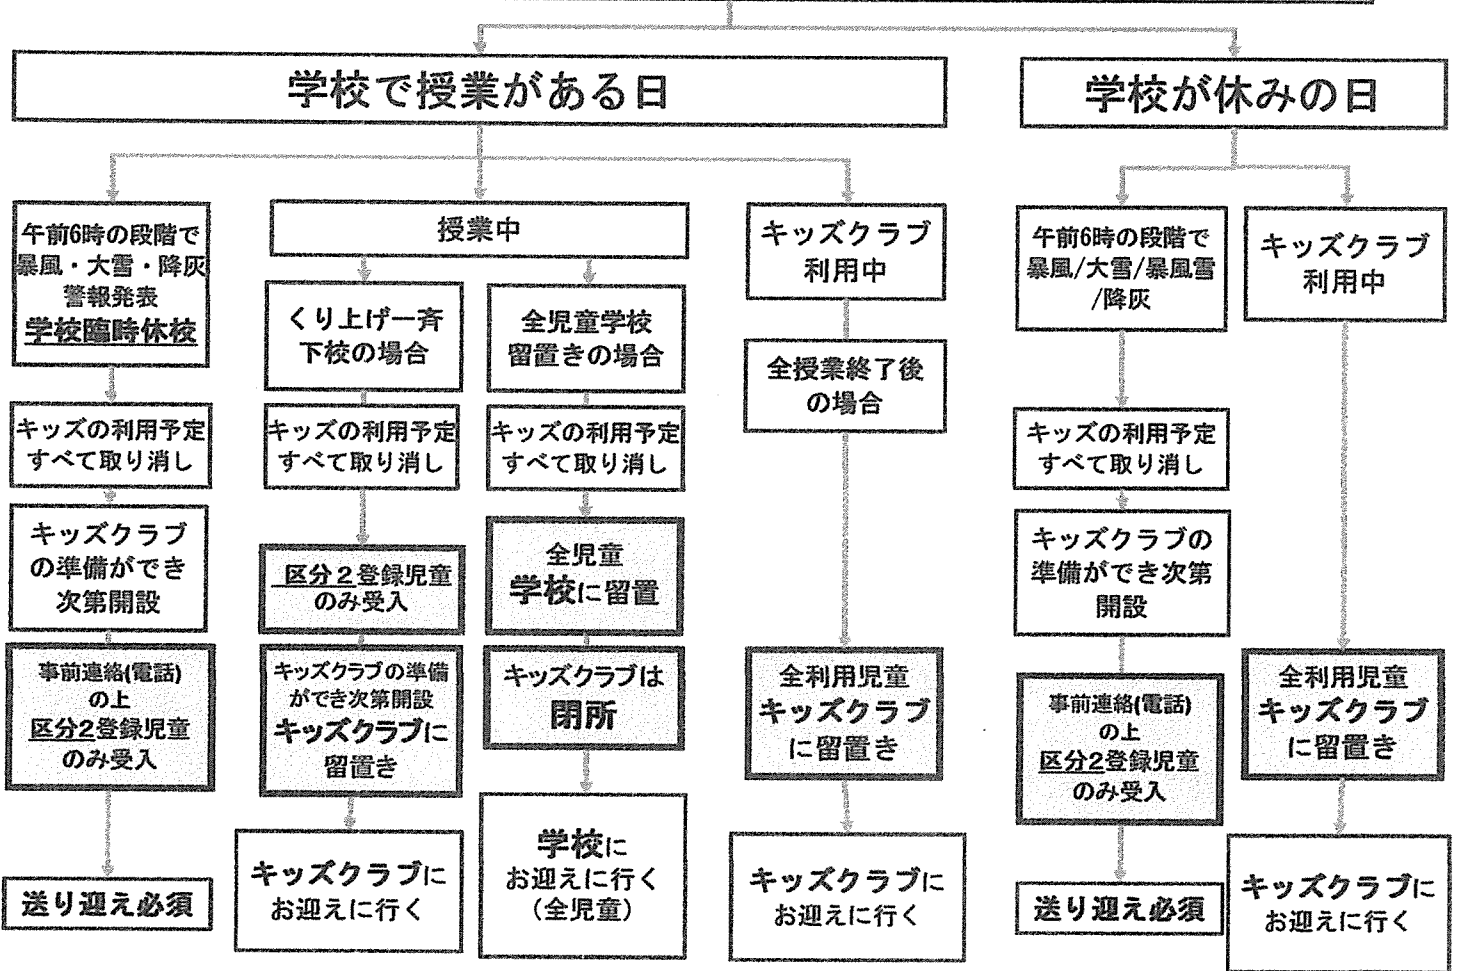 学校で授業がある日
午前6時の段階で
暴風・大雪・降灰
警報発表
学校臨時休校
キッズの利用予定
すべて取り消し
キッズクラブ
の準備ができ
次第開設
事前連絡(電話)
の上
区分2登録児童
のみ受入
送り迎え必須
授業中
くり上げ一斉
下校の場合
キッズの利用予定
すべて取り消し
区分2登録児童
のみ受入
キッズクラブの準備
ができ次第開設
キッズクラブに
留置き
キッズクラブに
お迎えに行く
全児童学校
留置きの場合
キッズの利用予定
すべて取り消し
全児童
学校に留置
キッズクラブは
閉所
学校に
お迎えに行く
(全児童)
キッズクラブ
利用中
全授業終了後
の場合
全利用児童
キッズクラブ
に留置き
キッズクラブに
お迎えに行く
学校が休みの日
午前6時の段階で
暴風/大雪/暴風雪
/降灰
キッズの利用予定
すべて取り消し
キッズクラブの
準備ができ次第
開設
事前連絡(電話)
の上
区分2登録児童
のみ受入
送り迎え必須
キッズクラブ
利用中
全利用児童
キッズクラブ
に留置き
キッズクラブに
お迎えに行く